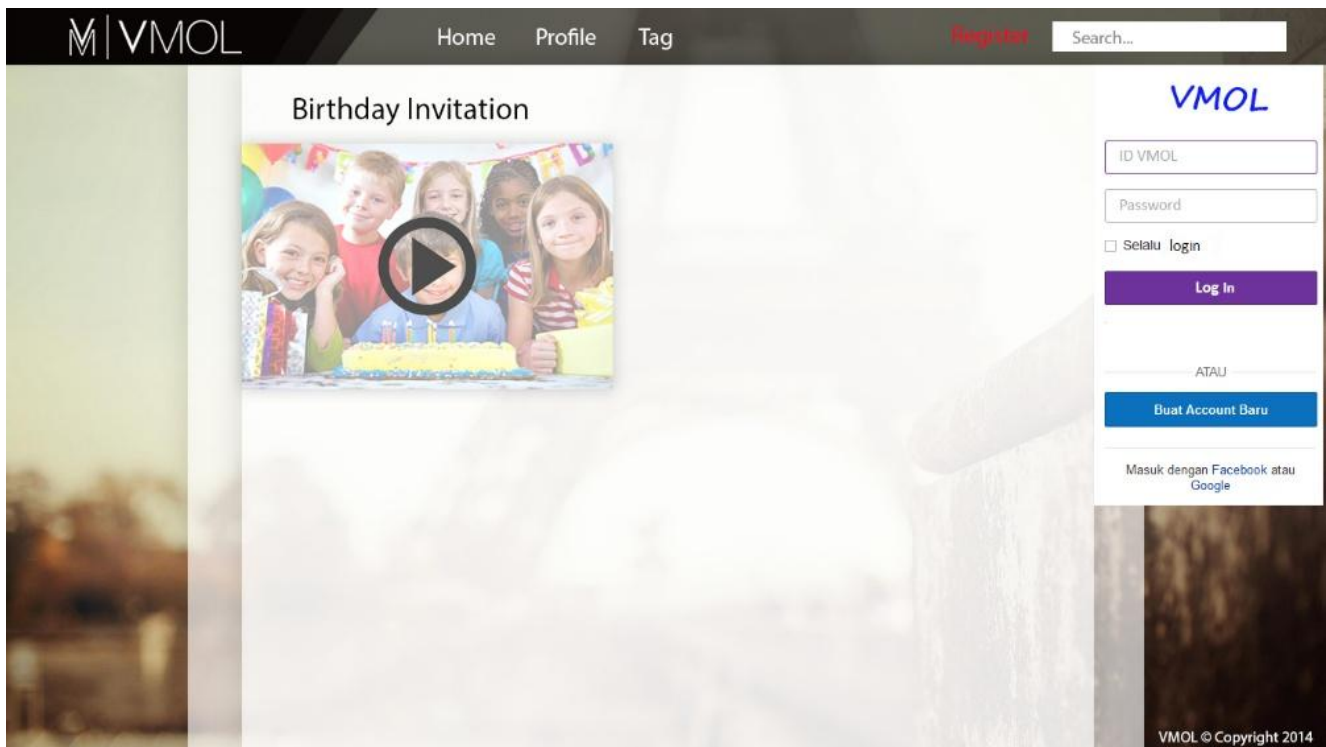 VMOL
Home Profile Tag Register Search...
Birthday Invitation
VMOL
ID VMOL
Password
Selalu login
Log In
ATAU
Buat Account Baru
Masuk dengan Facebook atau
Google
VMOL © Copyright 2014